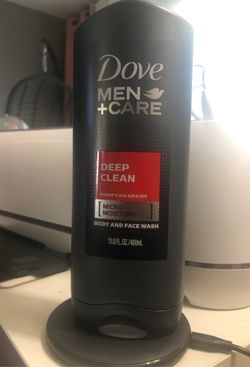 Dove
MEN
+CARE
DEEP
CLEAN
PURIFYING GRAINS
MICRO
MOISTURE
BODY AND FACE WASH
13.5 FL. OZ./400mL